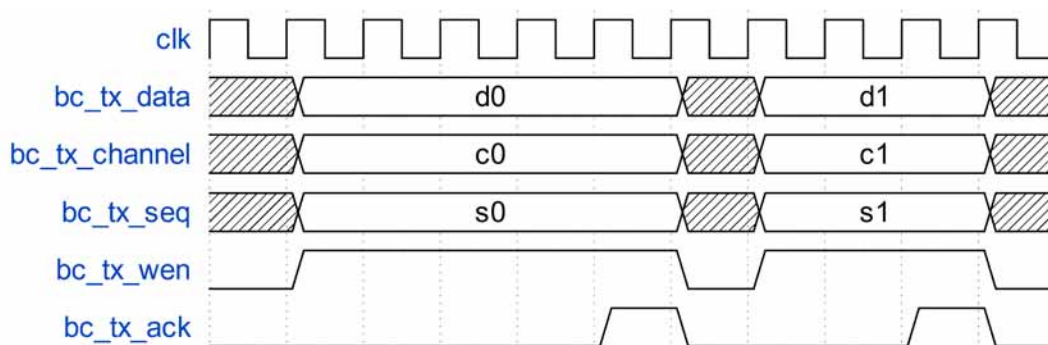 clk
bc_tx_data d0 d1
bc_tx_channel c0 c1
bc_tx_seq s0 s1
bc_tx_wen
bc_tx_ack